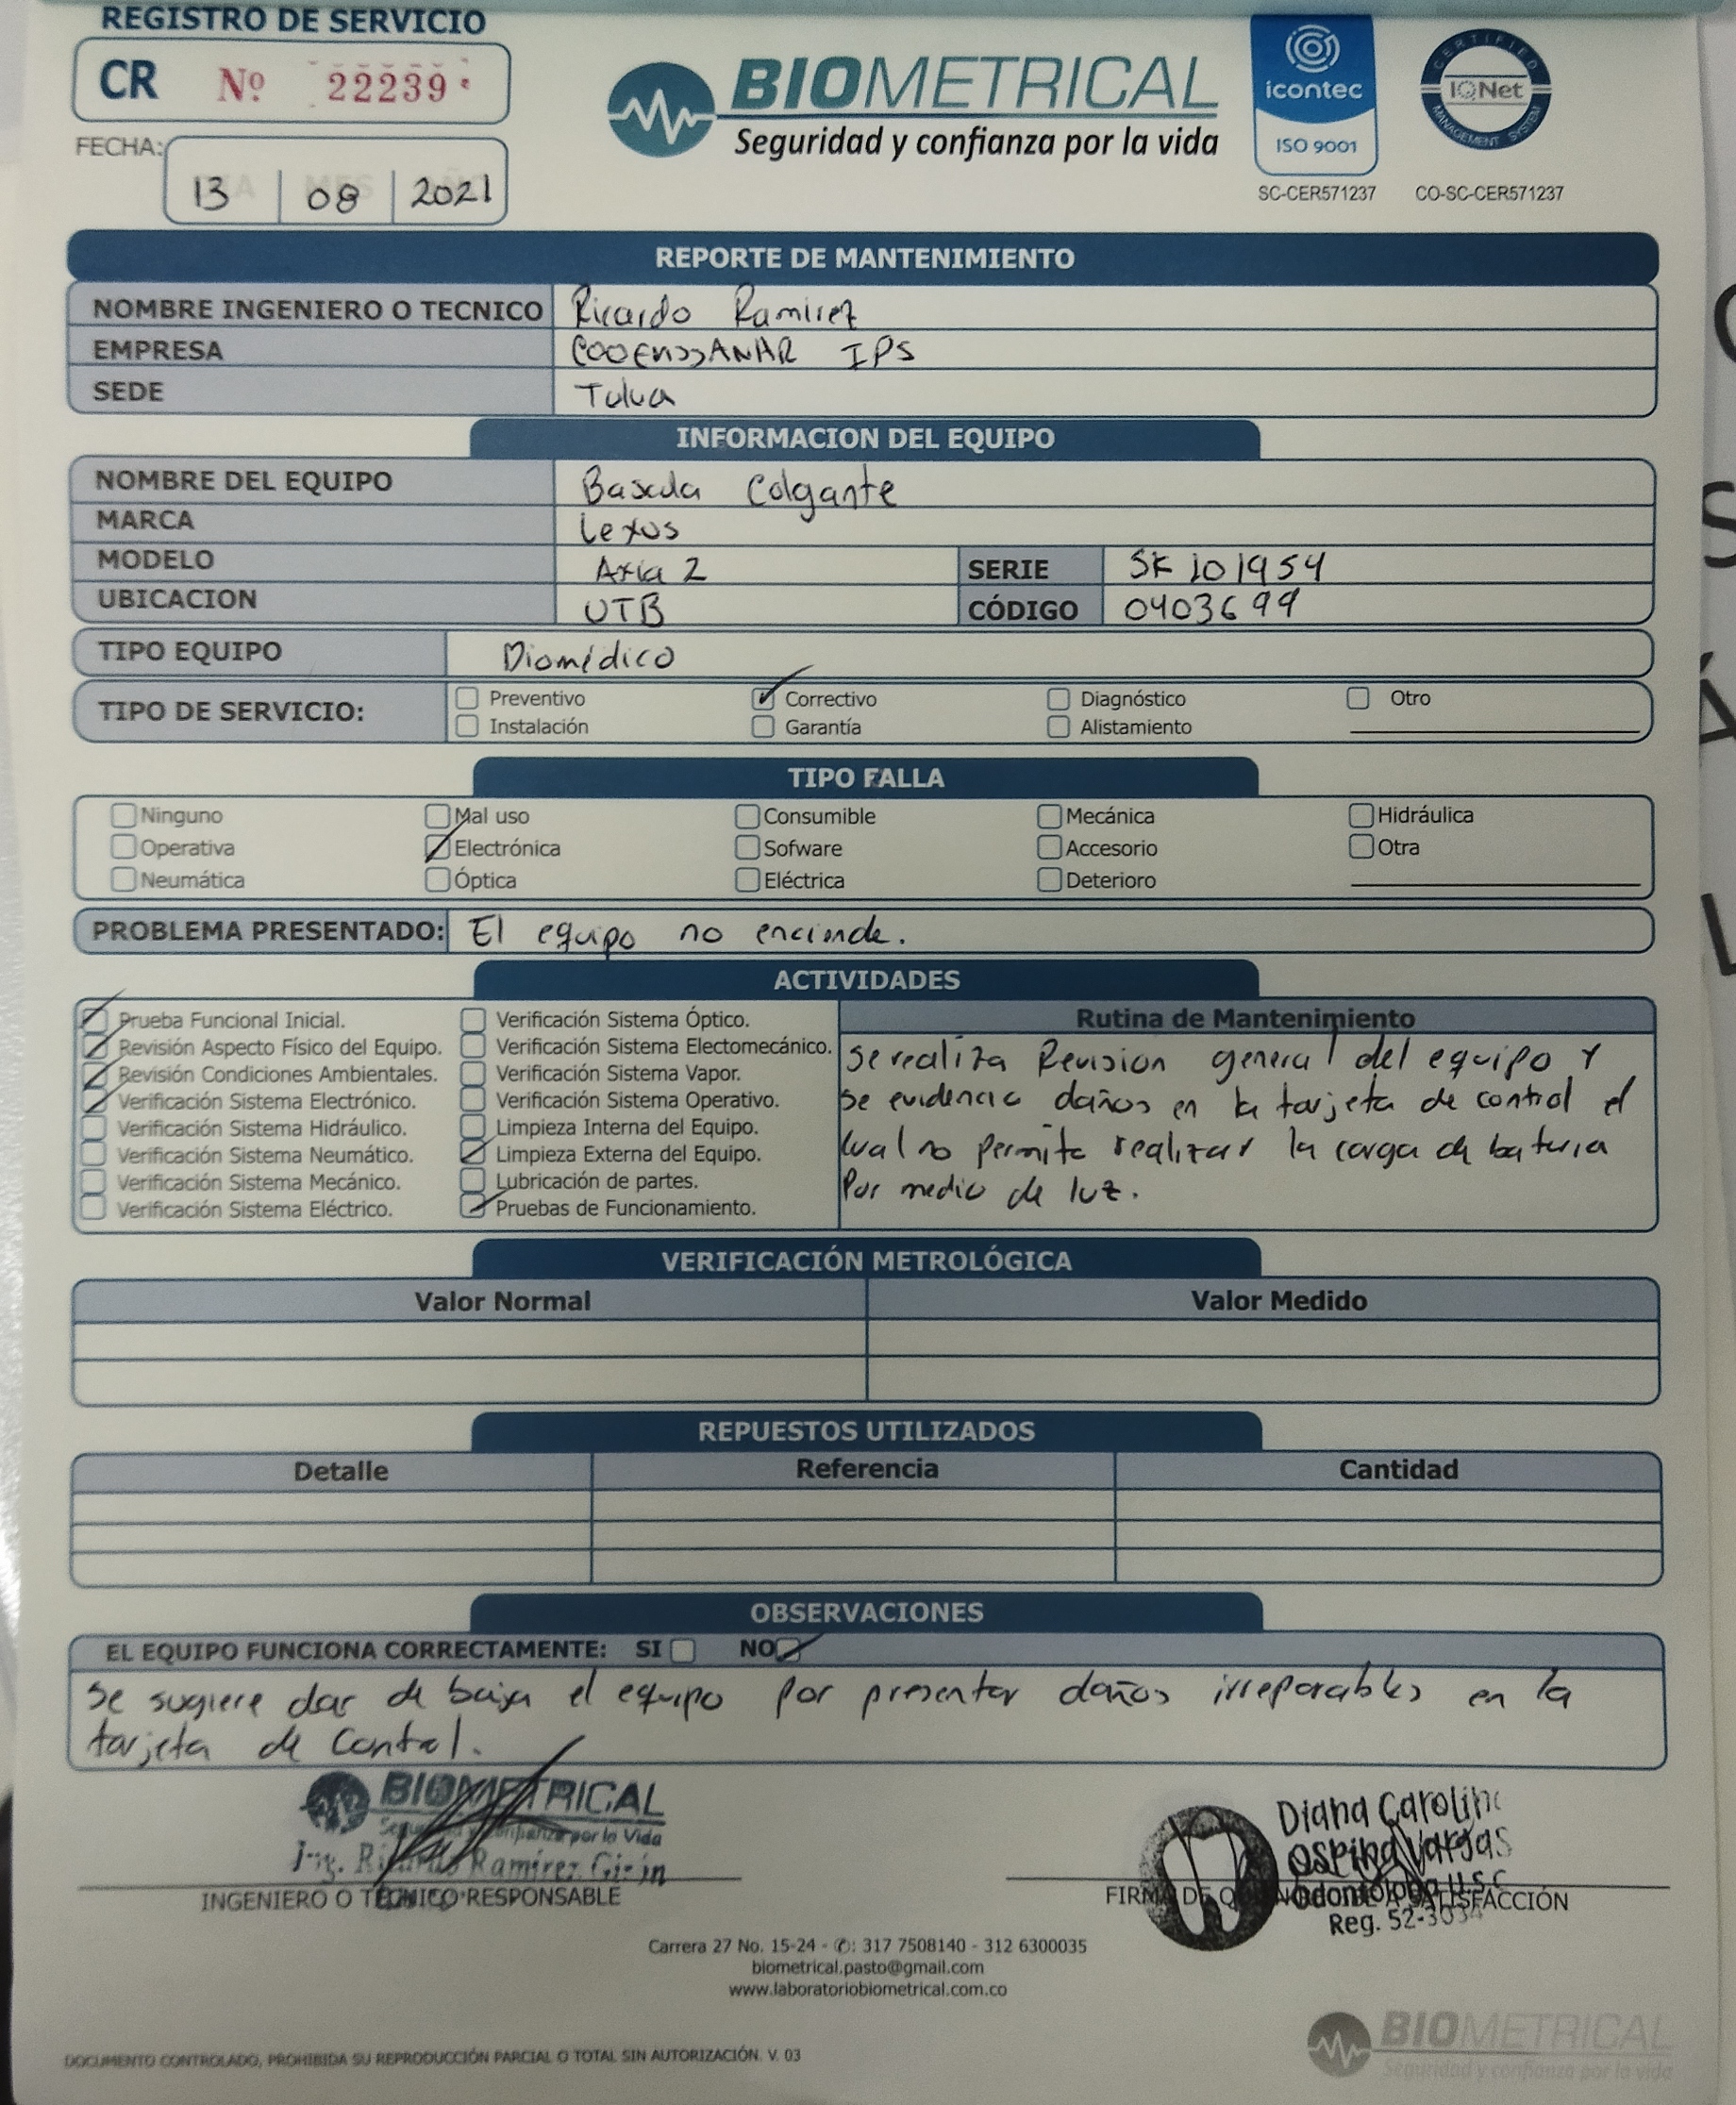 REGISTRO DE SERVICIO
CR Nº 22239
FECHA: 13 08 2021
BIOMETRICAL
Seguridad y confianza por la vida
icontec
ISO 9001
SC-CER571237
CERTIFIED
IQNet
MANAGEMENT SYSTEM
CO-SC-CER571237
REPORTE DE MANTENIMIENTO
NOMBRE INGENIERO O TECNICO Ricardo Ramirez
EMPRESA IPS
SEDE Tulua
INFORMACION DEL EQUIPO
NOMBRE DEL EQUIPO Bascula Colgante
MARCA Lexus
MODELO Axia 2 SERIE SK 101954
UBICACION UTB CÓDIGO 0403699
TIPO EQUIPO Biomédico
TIPO DE SERVICIO:
Preventivo Correctivo Diagnóstico Otro
Instalación Garantía Alistamiento
TIPO FALLA
Ninguno Mal uso Consumible Mecánica Hidráulica
Operativa Electrónica Sofware Accesorio Otra
Neumática Óptica Eléctrica Deterioro
PROBLEMA PRESENTADO: El equipo no enciende.
ACTIVIDADES
Prueba Funcional Inicial.
Revisión Aspecto Físico del Equipo.
Revisión Condiciones Ambientales.
Verificación Sistema Electrónico.
Verificación Sistema Hidráulico.
Verificación Sistema Neumático.
Verificación Sistema Mecánico.
Verificación Sistema Eléctrico.
Verificación Sistema Óptico.
Verificación Sistema Electomecánico.
Verificación Sistema Vapor.
Verificación Sistema Operativo.
Limpieza Interna del Equipo.
Limpieza Externa del Equipo.
Lubricación de partes.
Pruebas de Funcionamiento.
Rutina de Mantenimiento
Se realiza Revision general del equipo y
se evidencia daños en la tarjeta de control el
cual no permite realizar la carga de bateria
Por medio de luz.
VERIFICACIÓN METROLÓGICA
Valor Normal Valor Medido
REPUESTOS UTILIZADOS
Detalle Referencia Cantidad
OBSERVACIONES
EL EQUIPO FUNCIONA CORRECTAMENTE: SI NO
Se sugiere dar de baja el equipo por presentar daños irreparables en la
tarjeta de Control.
BIOMETRICAL
Seguridad y confianza por la Vida
Ing. Ricardo Ramírez Girón
INGENIERO O TÉCNICO RESPONSABLE
Diana Carolina
Ospina Vargas
Odontóloga U.S.C
Reg. 52-3034
FIRMA DE SATISFACCIÓN
Carrera 27 No. 15-24 - ✆: 317 7508140 - 312 6300035
biometrical.pasto@gmail.com
www.laboratoriobiometrical.com.co
BIOMETRICAL
Seguridad y confianza por la vida
DOCUMENTO CONTROLADO, PROHIBIDA SU REPRODUCCIÓN PARCIAL O TOTAL SIN AUTORIZACIÓN. V. 03